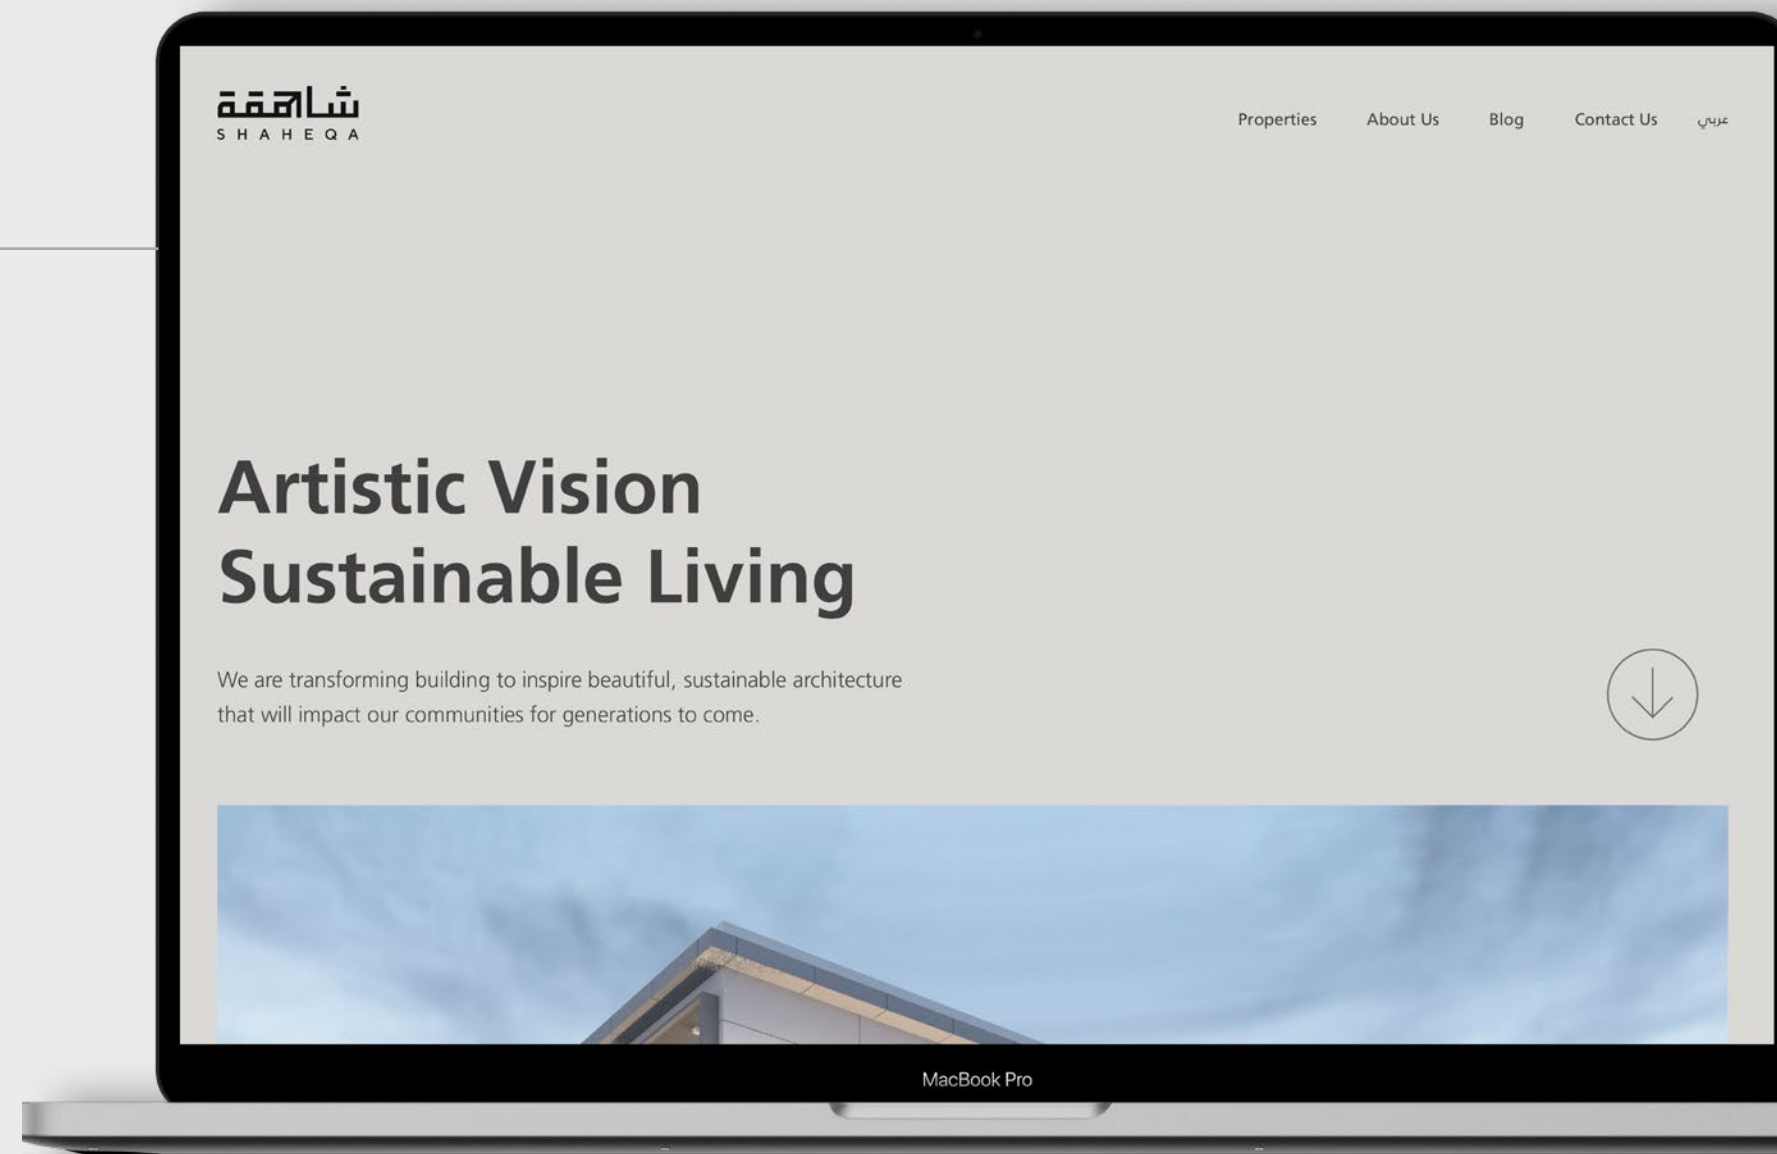 شاهقة
SHAHEQA
Properties About Us Blog Contact Us عربي
Artistic Vision
Sustainable Living
We are transforming building to inspire beautiful, sustainable architecture
that will impact our communities for generations to come.
MacBook Pro